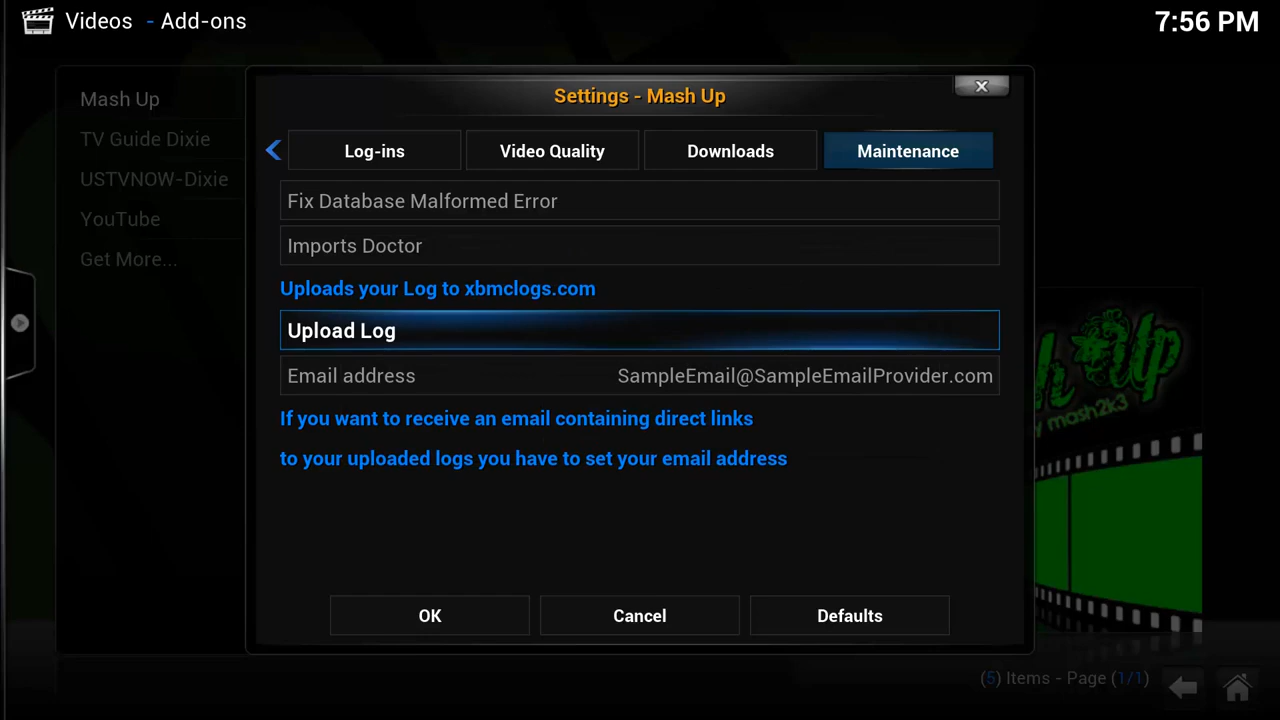 Videos - Add-ons
7:56 PM
Mash Up
TV Guide Dixie
USTVNOW-Dixie
YouTube
Get More...
Settings - Mash Up
Log-ins
Video Quality
Downloads
Maintenance
Fix Database Malformed Error
Imports Doctor
Uploads your Log to xbmclogs.com
Upload Log
Email address SampleEmail@SampleEmailProvider.com
If you want to receive an email containing direct links
to your uploaded logs you have to set your email address
OK
Cancel
Defaults
h Up
y mash2k3
(5) Items - Page (1/1)